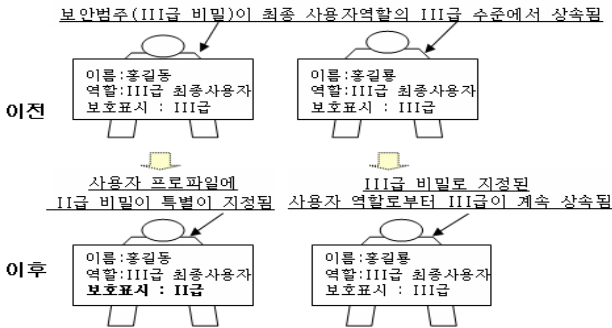 보안범주(III급 비밀)이 최종 사용자역할의 III급 수준에서 상속됨
이전
이름:홍길동
역할:III급 최종사용자
보호표시 : III급
이름:홍길룡
역할:III급 최종사용자
보호표시 : III급
사용자 프로파일에
II급 비밀이 특별이 지정됨
III급 비밀로 지정된
사용자 역할로부터 III급이 계속 상속됨
이후
이름:홍길동
역할:III급 최종사용자
보호표시 : II급
이름:홍길룡
역할:III급 최종사용자
보호표시 : III급